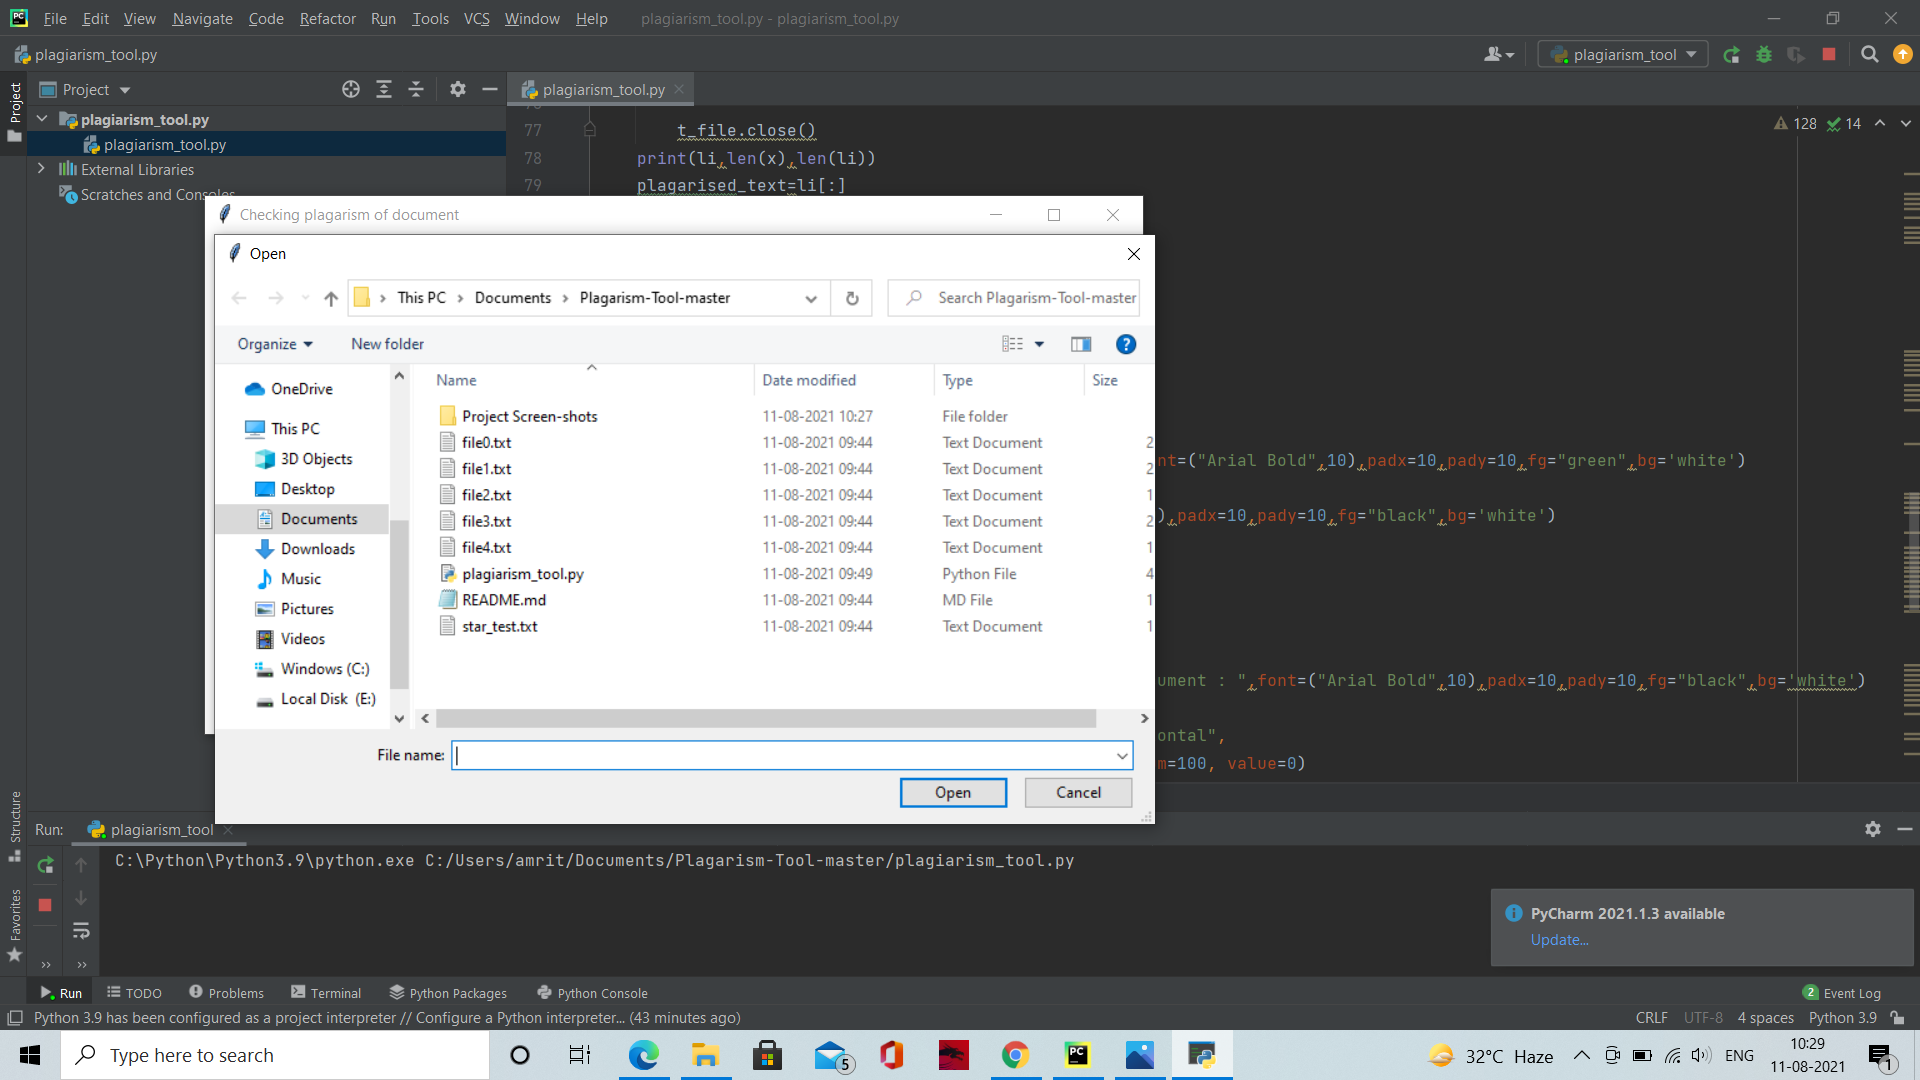 File Edit View Navigate Code Refactor Run Tools VCS Window Help plagiarism_tool.py - plagiarism_tool.py
plagiarism_tool.py
plagiarism_tool
Project
Project
plagiarism_tool.py
plagiarism_tool.py
plagiarism_tool.py
External Libraries
Scratches and Consoles
77 t_file.close()
128 14
78 print(li,len(x),len(li))
79 plagarised_text=li[:]
Checking plagarism of document
Open
This PC > Documents > Plagarism-Tool-master
Search Plagarism-Tool-master
Organize New folder
Name Date modified Type Size
Project Screen-shots 11-08-2021 10:27 File folder
file0.txt 11-08-2021 09:44 Text Document 2
file1.txt 11-08-2021 09:44 Text Document 2
file2.txt 11-08-2021 09:44 Text Document 1
file3.txt 11-08-2021 09:44 Text Document 2
file4.txt 11-08-2021 09:44 Text Document 1
plagiarism_tool.py 11-08-2021 09:49 Python File 4
README.md 11-08-2021 09:44 MD File 1
star_test.txt 11-08-2021 09:44 Text Document 1
OneDrive
This PC
3D Objects
Desktop
Documents
Downloads
Music
Pictures
Videos
Windows (C:)
Local Disk (E:)
File name:
Open Cancel
nt=("Arial Bold",10),padx=10,pady=10,fg="green",bg='white')
),padx=10,pady=10,fg="black",bg='white')
ument : ",font=("Arial Bold",10),padx=10,pady=10,fg="black",bg='white')
ontal",
m=100, value=0)
Structure
Favorites
Run: plagiarism_tool
C:\Python\Python3.9\python.exe C:/Users/amrit/Documents/Plagarism-Tool-master/plagiarism_tool.py
PyCharm 2021.1.3 available
Update...
Run TODO Problems Terminal Python Packages Python Console
2 Event Log
Python 3.9 has been configured as a project interpreter // Configure a Python interpreter... (43 minutes ago)
CRLF UTF-8 4 spaces Python 3.9
Type here to search
5
PC
32°C Haze
ENG
10:29
11-08-2021
1